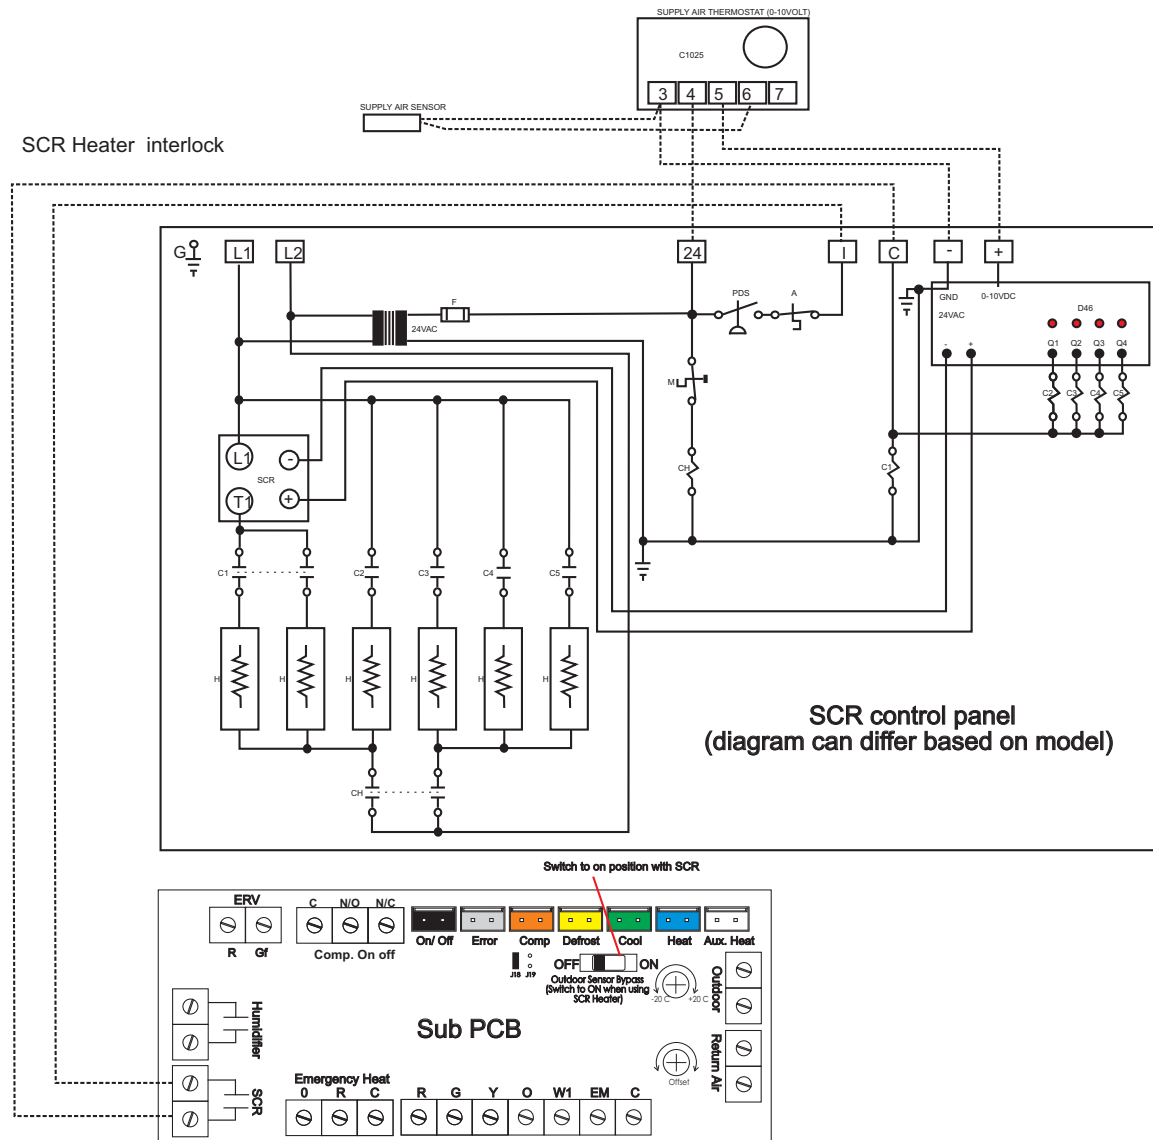 SUPPLY AIR THERMOSTAT (0-10VOLT)
C1025
3 4 5 6 7
SUPPLY AIR SENSOR
SCR Heater interlock
G L1 L2 24 I C - +
F
24VAC
PDS A
GND 0-10VDC
24VAC D46
- + Q1 Q2 Q3 Q4
M
C2 C3 C4 C5
L1 -
SCR
T1 +
CH C1
C1 C2 C3 C4 C5
H H H H H H
SCR control panel
(diagram can differ based on model)
CH
Switch to on position with SCR
ERV
R Gf
C N/O N/C
Comp. On off
On/ Off Error Comp Defrost Cool Heat Aux. Heat
J18 J19
OFF ON
Outdoor Sensor Bypass
(Switch to ON when using
SCR Heater)
-20 C +20 C
Outdoor
Humidifier
Sub PCB
Return Air
Offset
SCR
Emergency Heat
0 R C
R G Y O W1 EM C